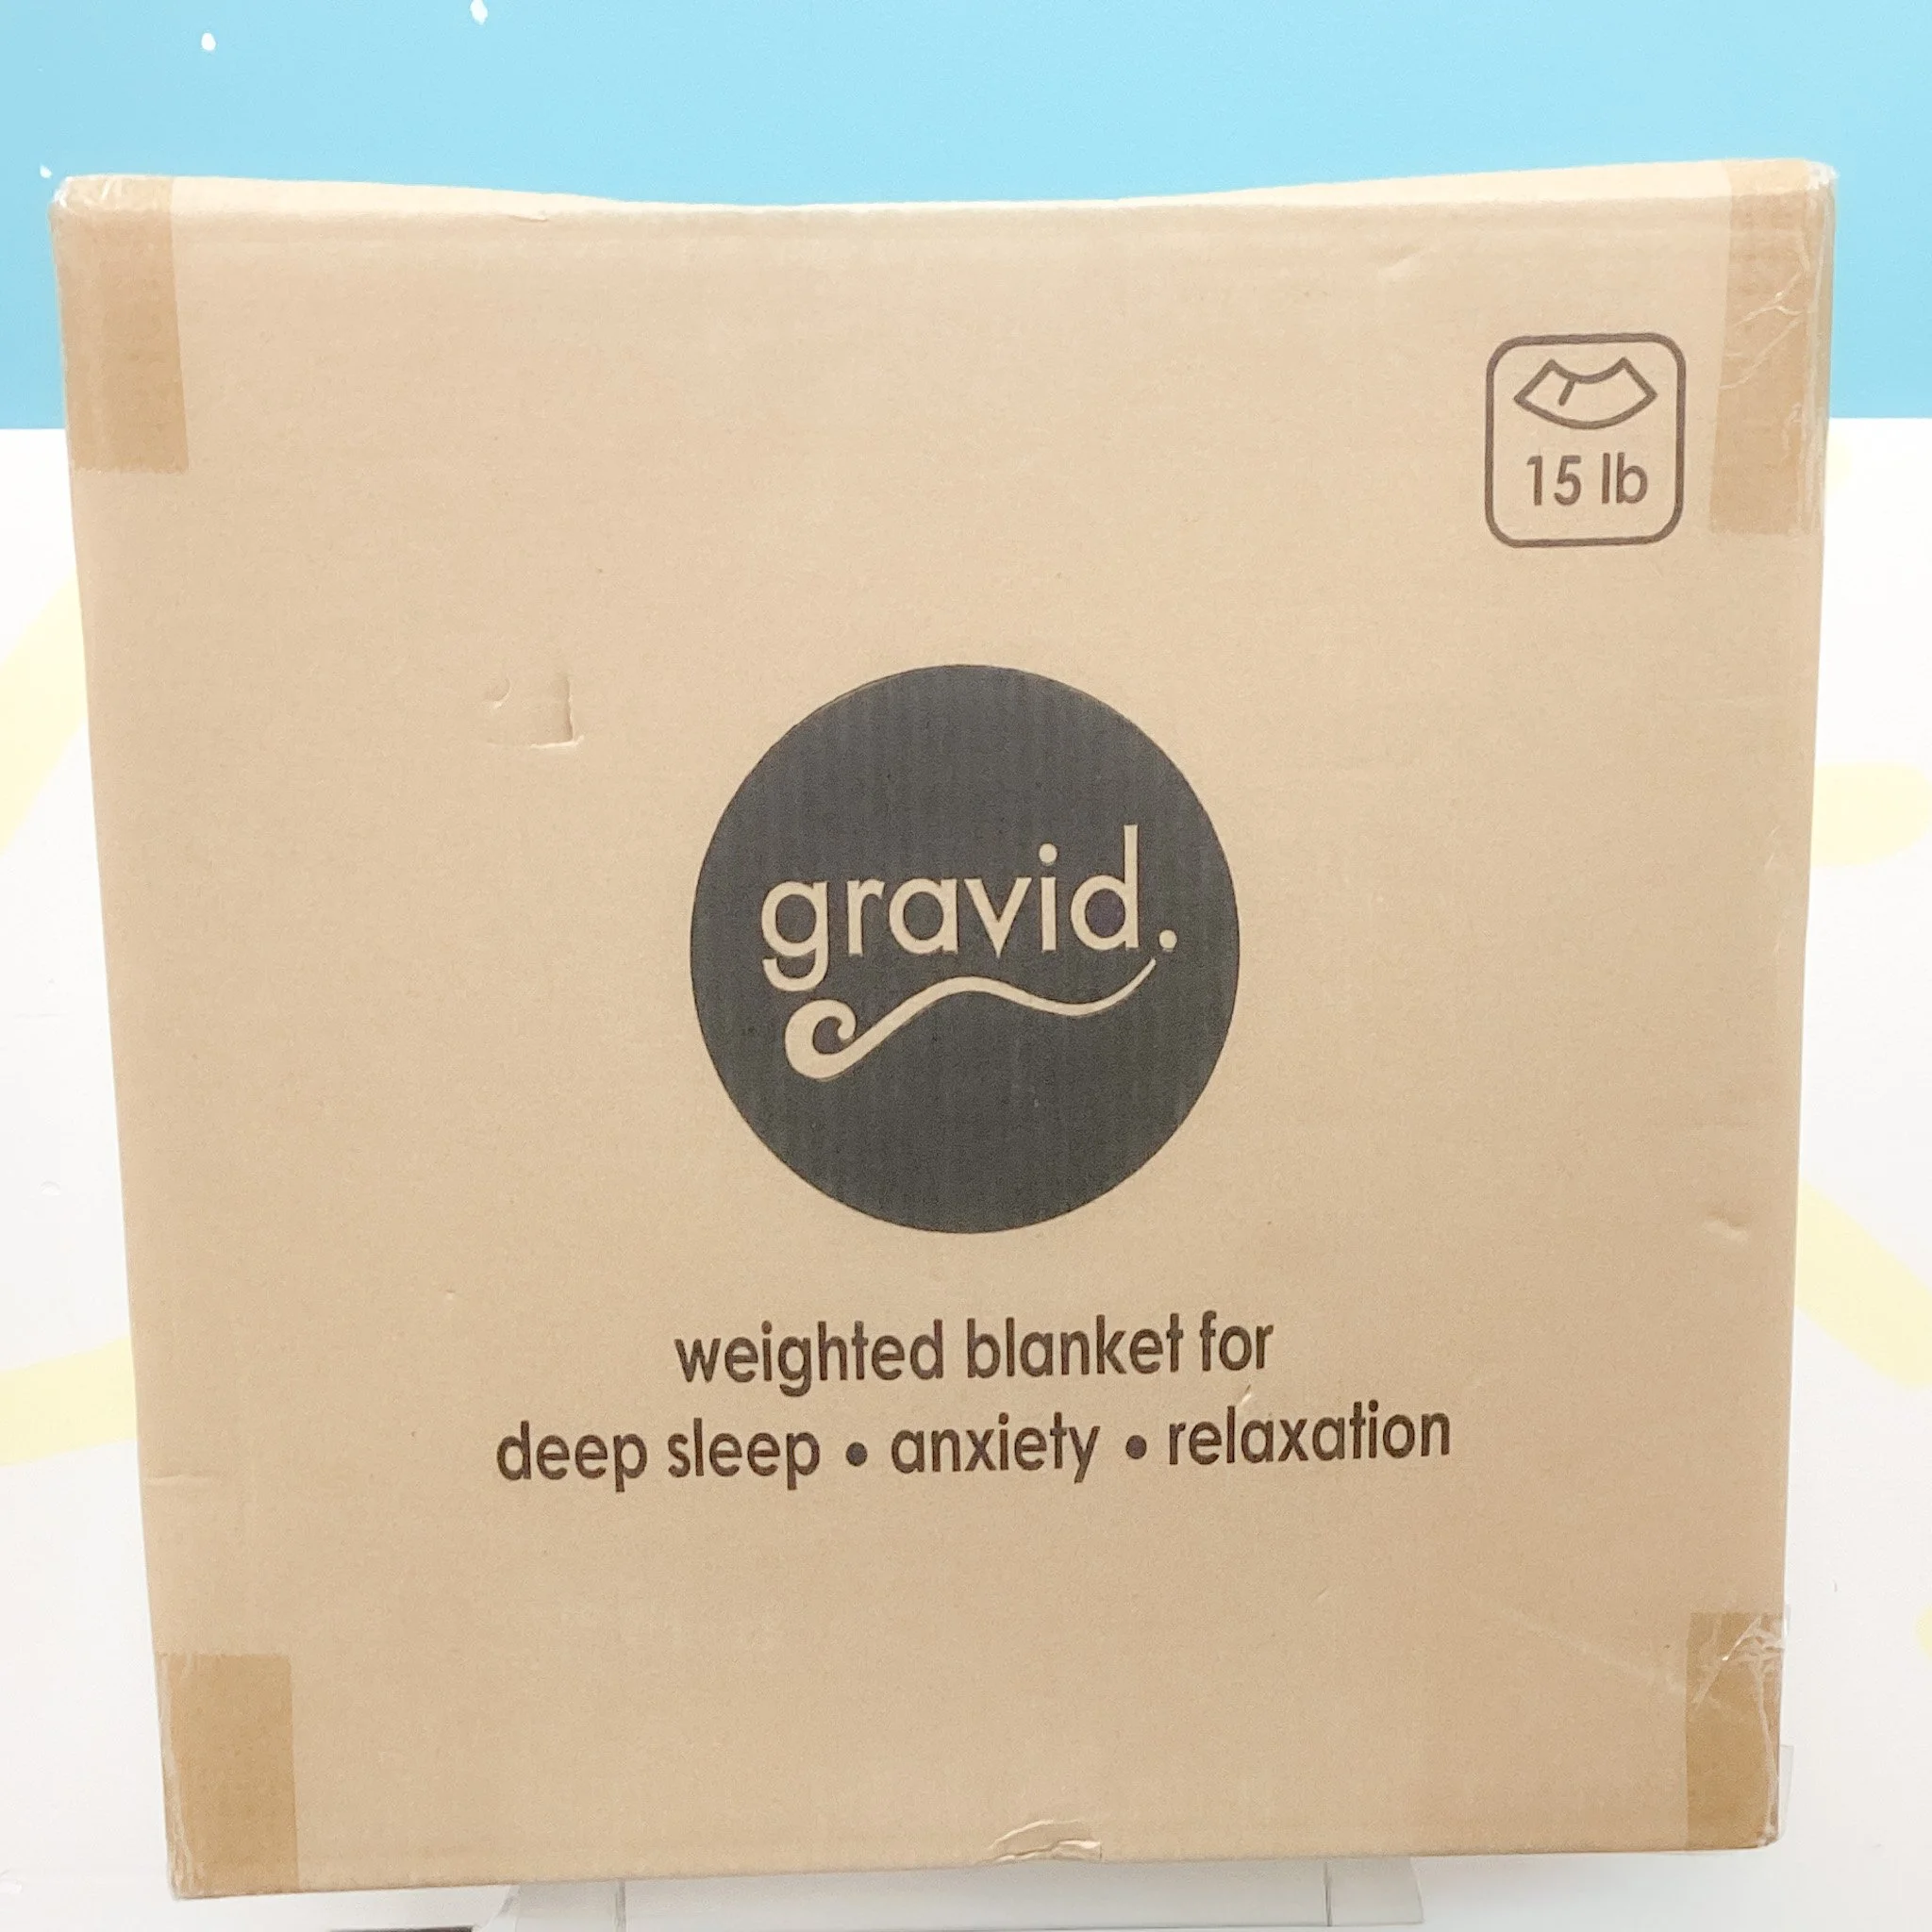 15 lb
gravid.
weighted blanket for
deep sleep • anxiety • relaxation